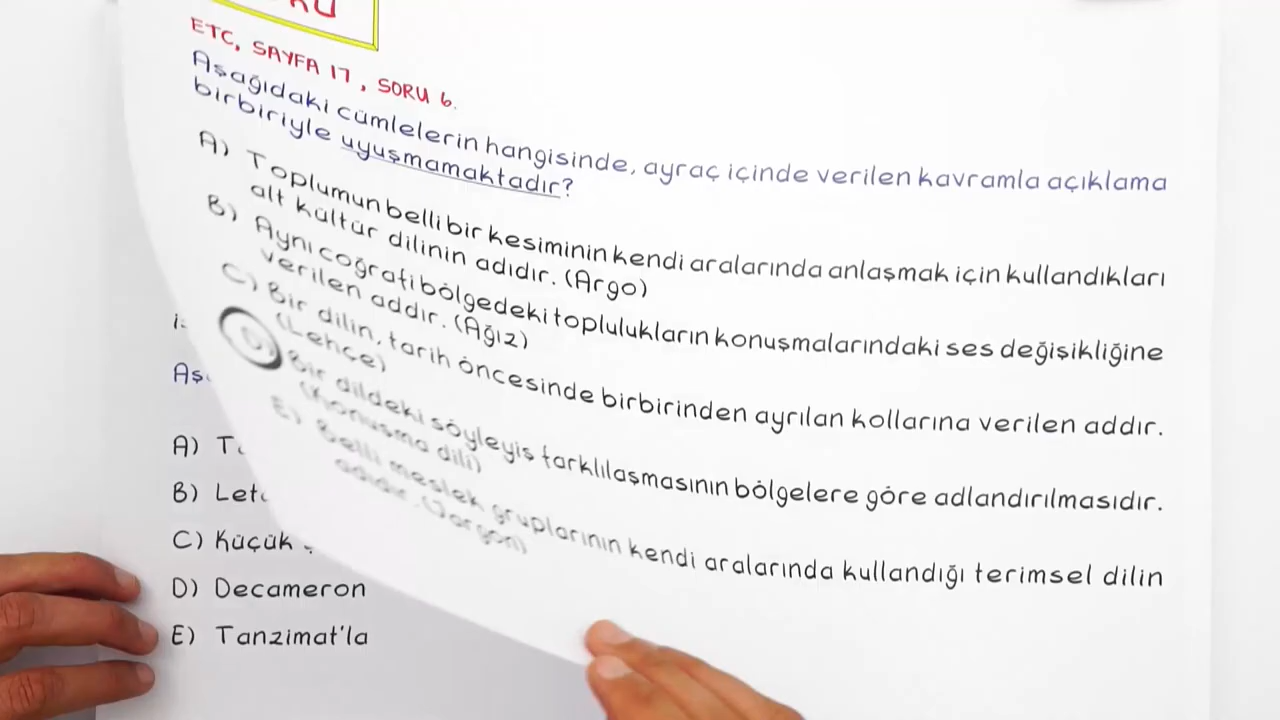 ETC, SAYFA 17, SORU 6.
Aşağıdaki cümlelerin hangisinde, ayraç içinde verilen kavramla açıklama
birbiriyle uyuşmamaktadır?
A) Toplumun belli bir kesiminin kendi aralarında anlaşmak için kullandıkları
alt kültür dilinin adıdır. (Argo)
B) Aynı coğrafi bölgedeki toplulukların konuşmalarındaki ses değişikliğine
verilen addır. (Ağız)
C) Bir dilin, tarih öncesinde birbirinden ayrılan kollarına verilen addır.
(Lehçe)
D) Bir dildeki söyleyiş farklılaşmasının bölgelere göre adlandırılmasıdır.
(Konuşma dili)
E) Belli meslek gruplarının kendi aralarında kullandığı terimsel dilin
adıdır. (Jargon)
A)
B)
C) Küçük
D) Decameron
E) Tanzimat'la